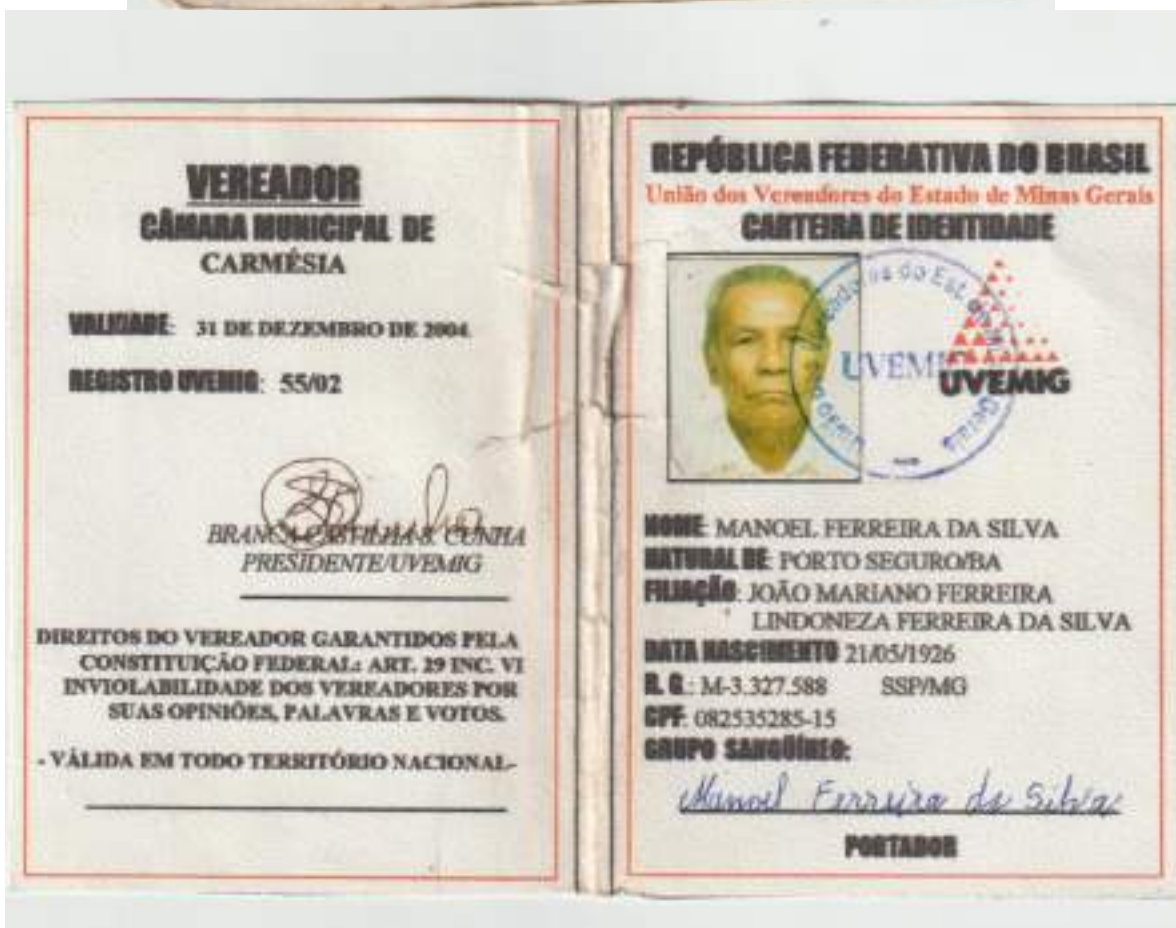 VEREADOR
CÂMARA MUNICIPAL DE
CARMÉSIA
VALIDADE: 31 DE DEZEMBRO DE 2004
REGISTRO UVEMIG: 55/02
BRANCA S. CUNHA
PRESIDENTE/UVEMIG
DIREITOS DO VEREADOR GARANTIDOS PELA
CONSTITUIÇÃO FEDERAL: ART. 29 INC. VI
INVIOLABILIDADE DOS VEREADORES POR
SUAS OPINIÕES, PALAVRAS E VOTOS.
- VÁLIDA EM TODO TERRITÓRIO NACIONAL-
REPÚBLICA FEDERATIVA DO BRASIL
União dos Vereadores do Estado de Minas Gerais
CARTEIRA DE IDENTIDADE
UVEMIG
NOME: MANOEL FERREIRA DA SILVA
NATURAL DE: PORTO SEGURO/BA
FILIAÇÃO: JOÃO MARIANO FERREIRA
LINDONEZA FERREIRA DA SILVA
DATA NASCIMENTO 21/05/1926
R. G.: M-3.327.588 SSP/MG
CPF: 082535285-15
GRUPO SANGÜÍNEO:
Manoel Ferreira da Silva
PORTADOR